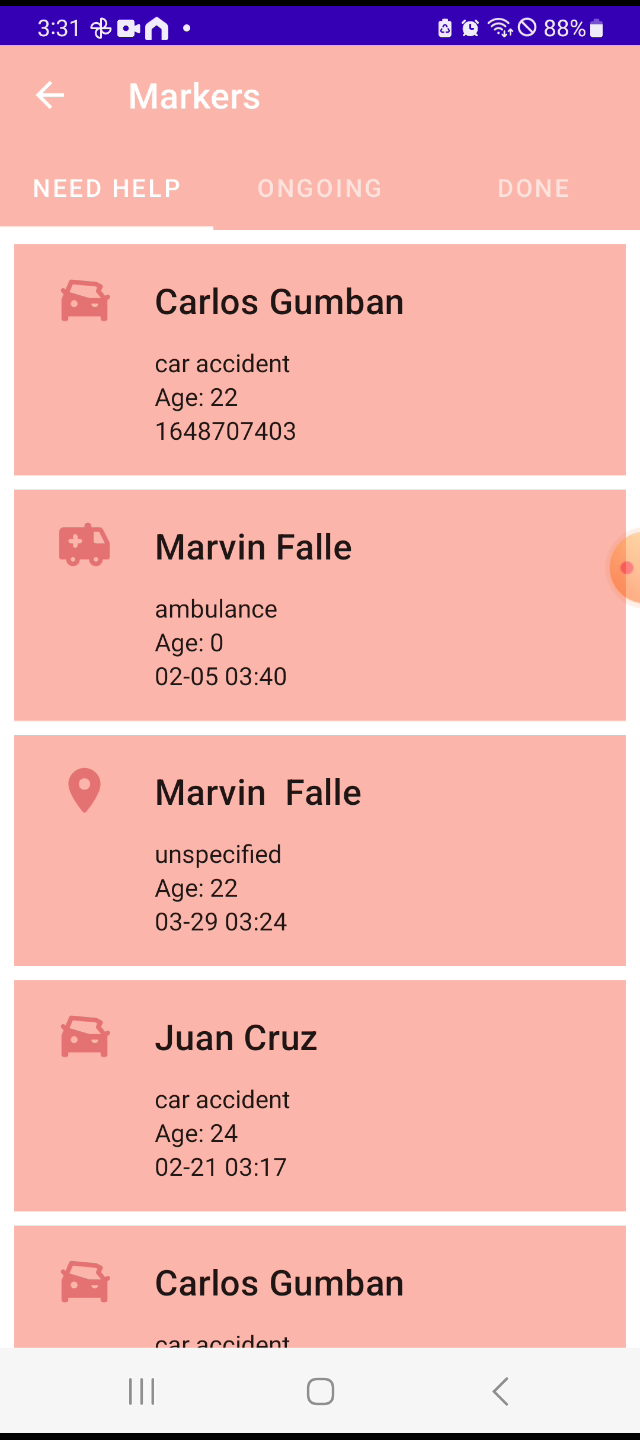 3:31
88%
Markers
NEED HELP ONGOING DONE
Carlos Gumban
car accident
Age: 22
1648707403
Marvin Falle
ambulance
Age: 0
02-05 03:40
Marvin  Falle
unspecified
Age: 22
03-29 03:24
Juan Cruz
car accident
Age: 24
02-21 03:17
Carlos Gumban
car accident